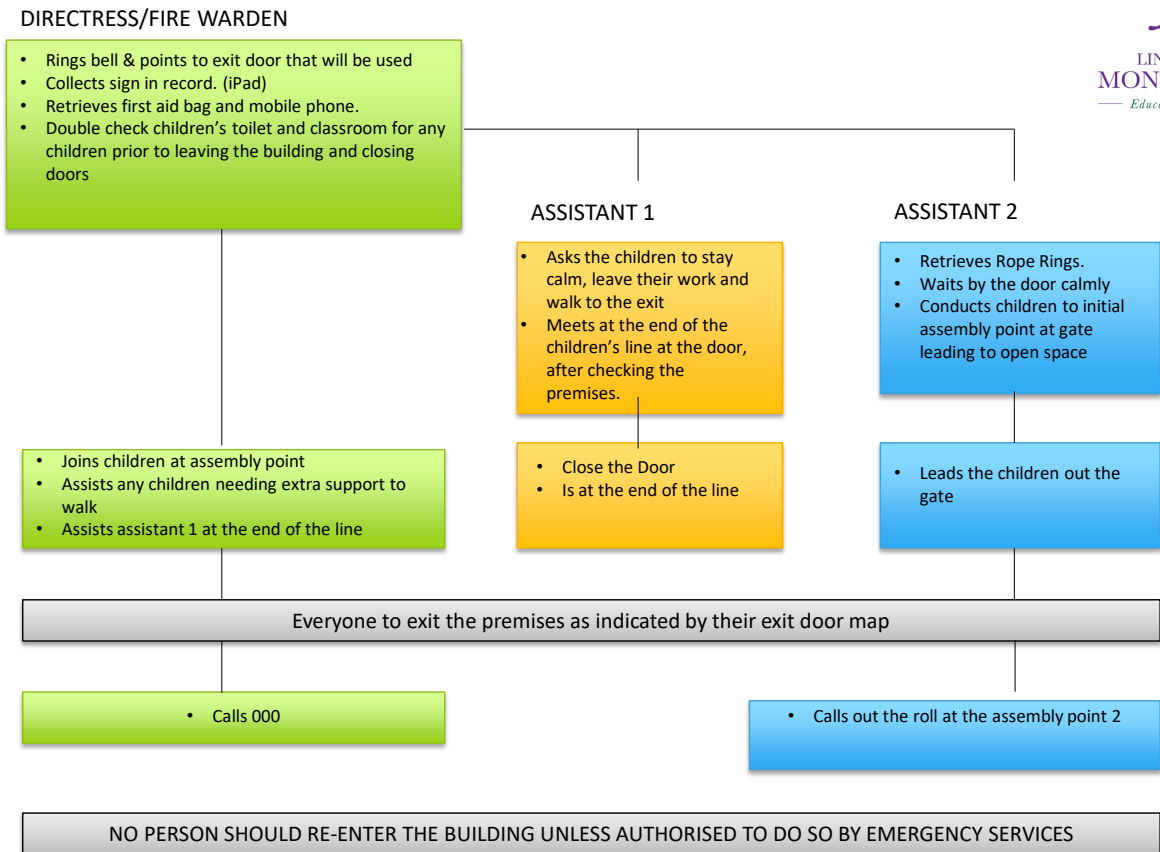 DIRECTRESS/FIRE WARDEN
• Rings bell & points to exit door that will be used
• Collects sign in record. (iPad)
• Retrieves first aid bag and mobile phone.
• Double check children’s toilet and classroom for any
children prior to leaving the building and closing
doors
LIN
MON
Educa
ASSISTANT 1
• Asks the children to stay
calm, leave their work and
walk to the exit
• Meets at the end of the
children’s line at the door,
after checking the
premises.
ASSISTANT 2
• Retrieves Rope Rings.
• Waits by the door calmly
• Conducts children to initial
assembly point at gate
leading to open space
• Joins children at assembly point
• Assists any children needing extra support to
walk
• Assists assistant 1 at the end of the line
• Close the Door
• Is at the end of the line
• Leads the children out the
gate
Everyone to exit the premises as indicated by their exit door map
• Calls 000
• Calls out the roll at the assembly point 2
NO PERSON SHOULD RE-ENTER THE BUILDING UNLESS AUTHORISED TO DO SO BY EMERGENCY SERVICES